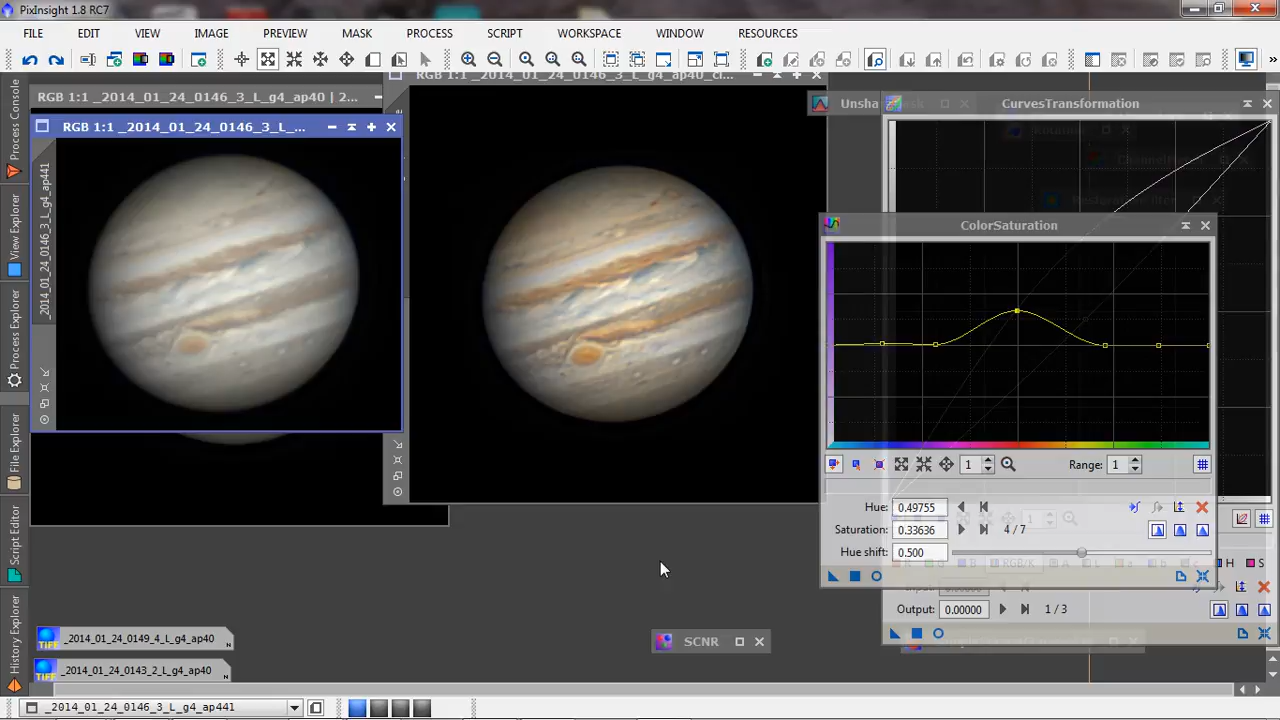 PixInsight 1.8 RC7
FILE EDIT VIEW IMAGE PREVIEW MASK PROCESS SCRIPT WORKSPACE WINDOW RESOURCES
»
RGB 1:1 _2014_01_24_0146_3_L_g4_ap40_cl...
RGB 1:1 _2014_01_24_0146_3_L_g4_ap40 | 2...
RGB 1:1 _2014_01_24_0146_3_L_g4_...
_2014_01_24_0146_3_L_g4_ap441
Process Console
View Explorer
Process Explorer
File Explorer
Script Editor
History Explorer
CurvesTransformation
ColorSaturation
1
Range: 1
Hue: 0.49755
Saturation: 0.33636 4 / 7
Hue shift: 0.500
H S
Output: 0.00000 1 / 3
SCNR
_2014_01_24_0149_4_L_g4_ap40 N
TIFF
_2014_01_24_0143_2_L_g4_ap40 N
TIFF
_2014_01_24_0146_3_L_g4_ap441